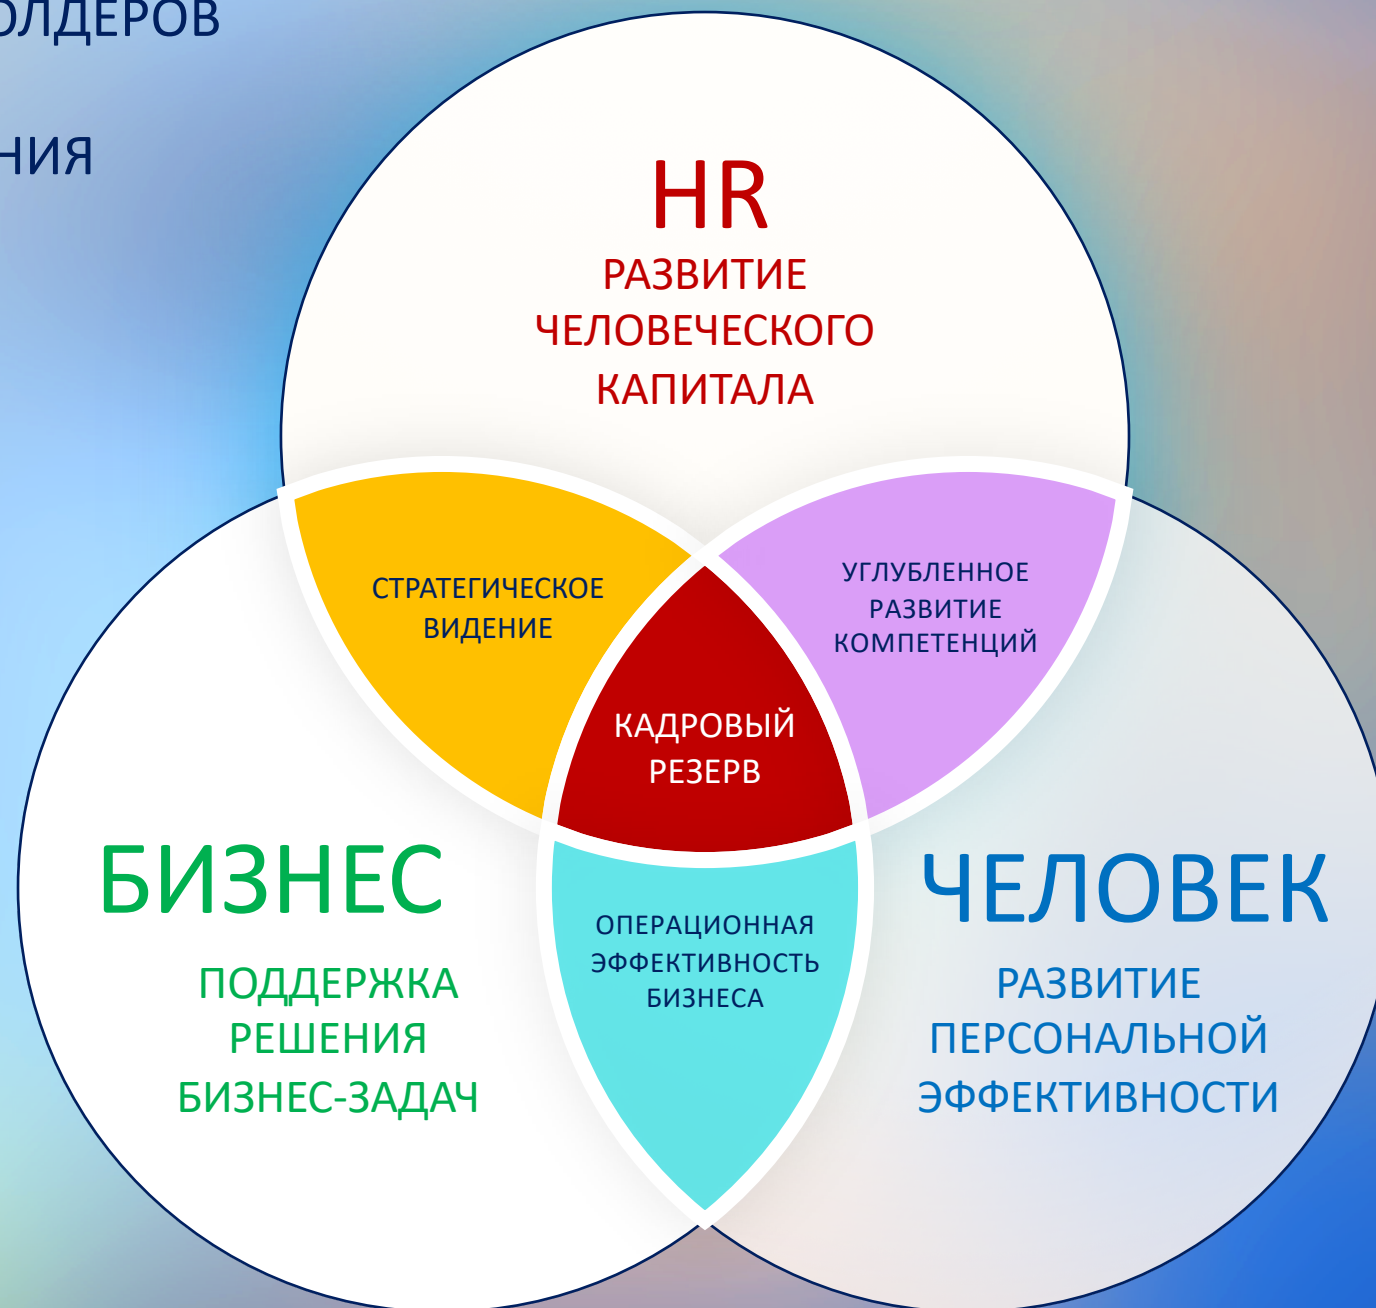 ОЛДЕРОВ
НИЯ
HR
РАЗВИТИЕ
ЧЕЛОВЕЧЕСКОГО
КАПИТАЛА
СТРАТЕГИЧЕСКОЕ
ВИДЕНИЕ
УГЛУБЛЕННОЕ
РАЗВИТИЕ
КОМПЕТЕНЦИЙ
КАДРОВЫЙ
РЕЗЕРВ
БИЗНЕС
ПОДДЕРЖКА
РЕШЕНИЯ
БИЗНЕС-ЗАДАЧ
ОПЕРАЦИОННАЯ
ЭФФЕКТИВНОСТЬ
БИЗНЕСА
ЧЕЛОВЕК
РАЗВИТИЕ
ПЕРСОНАЛЬНОЙ
ЭФФЕКТИВНОСТИ